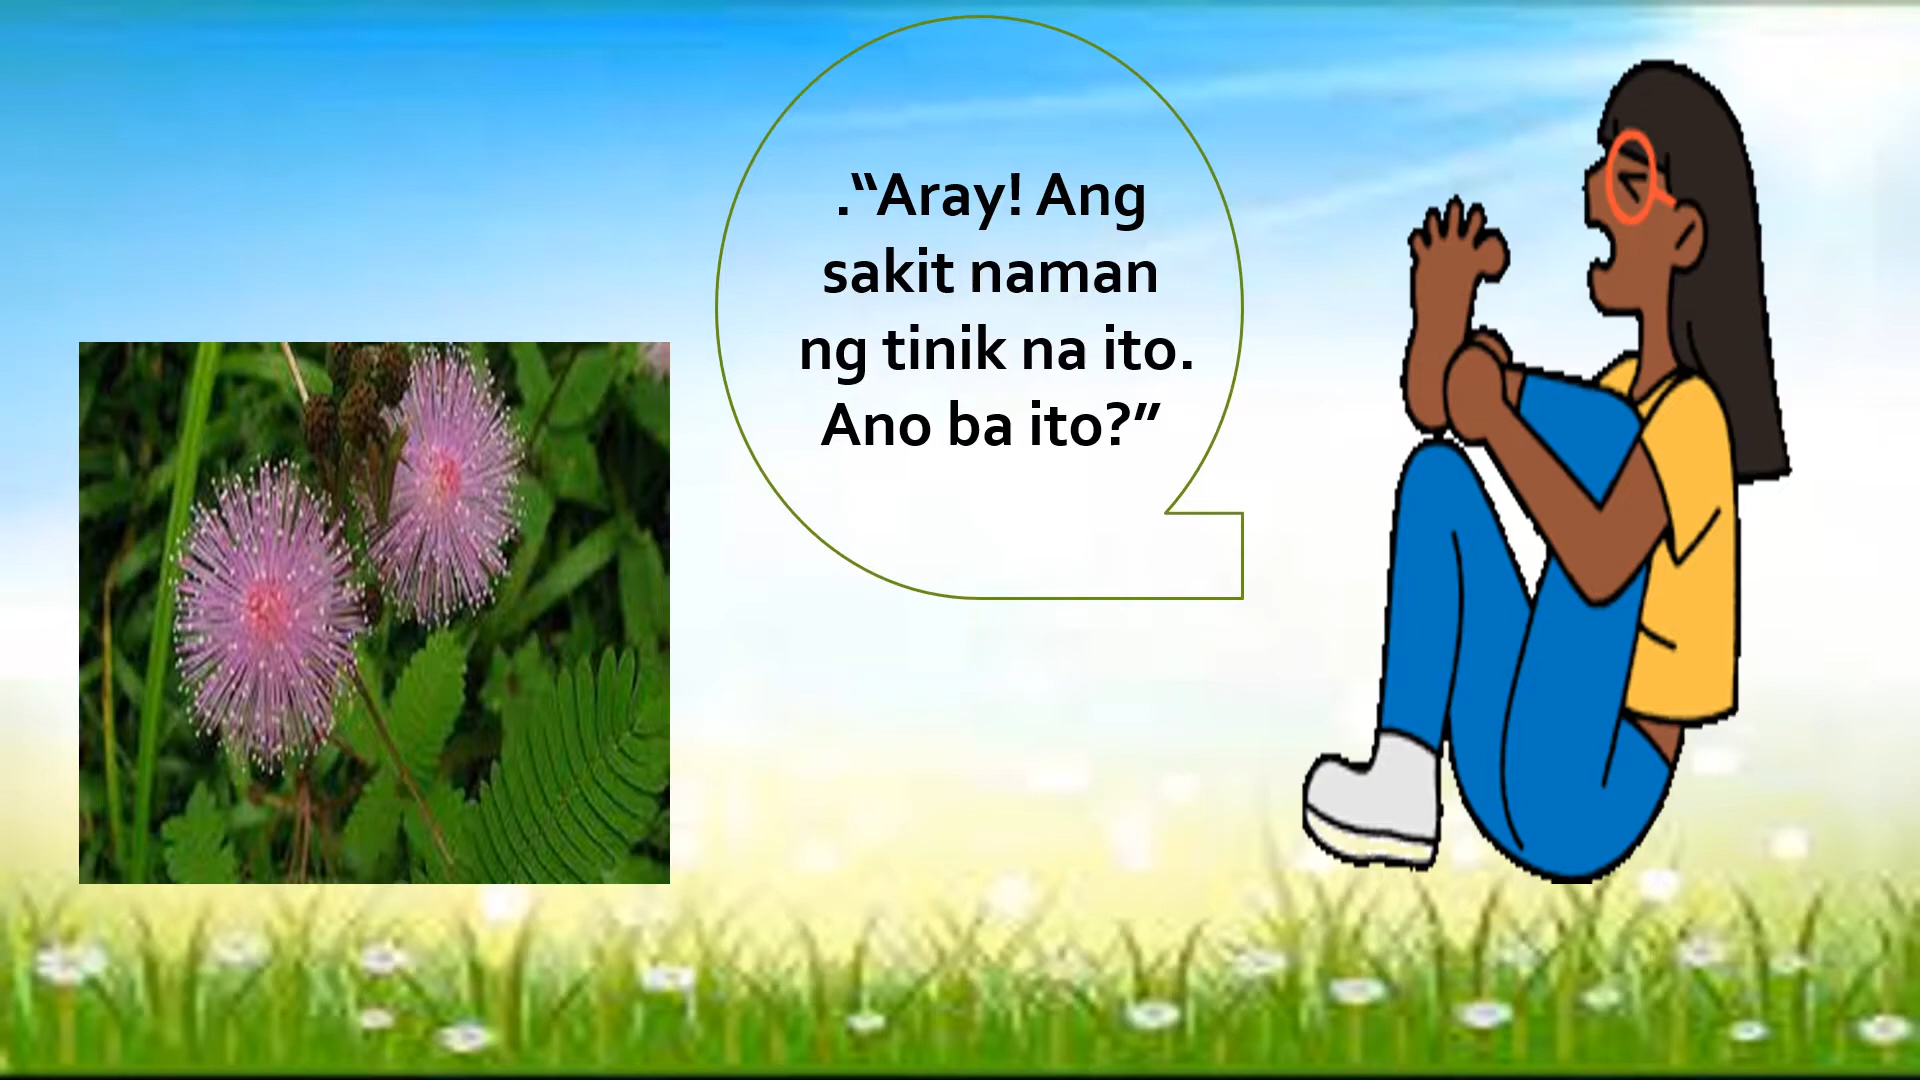 .“Aray! Ang
sakit naman
ng tinik na ito.
Ano ba ito?”